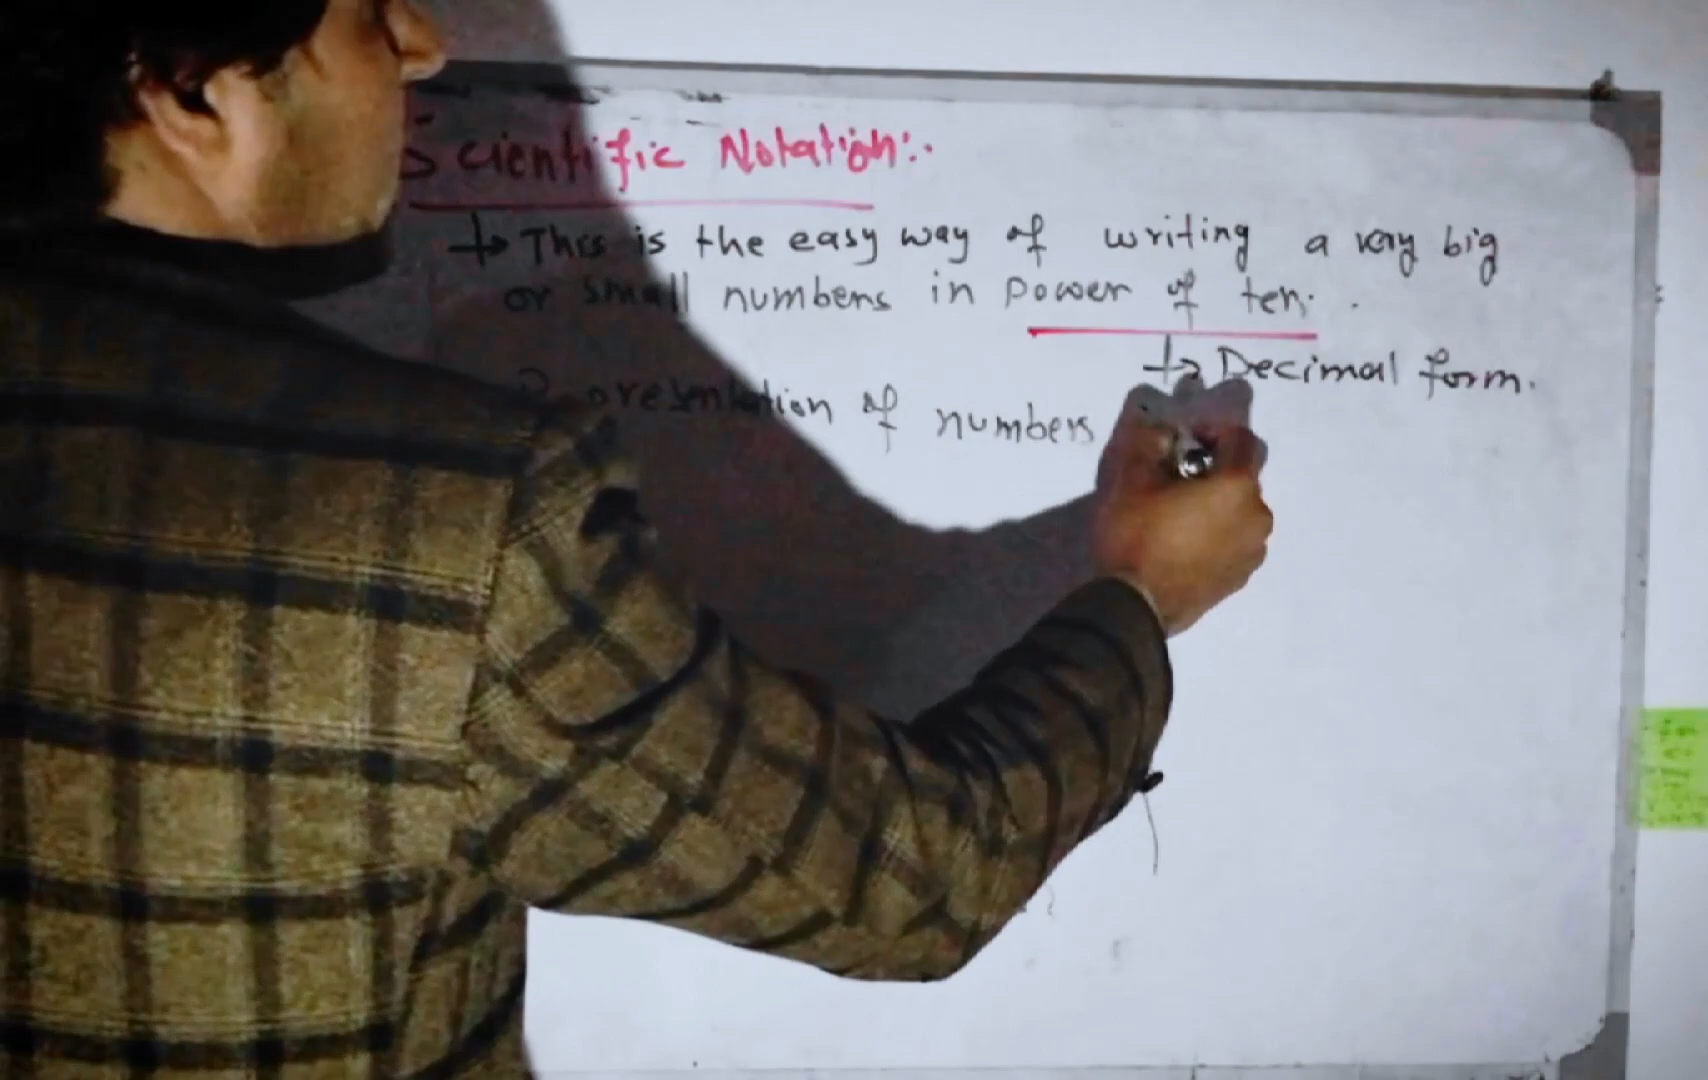 Scientific Notation:.
→ This is the easy way of writing a very big
or small numbers in power of ten. .
→ Decimal form.
Representation of numbers